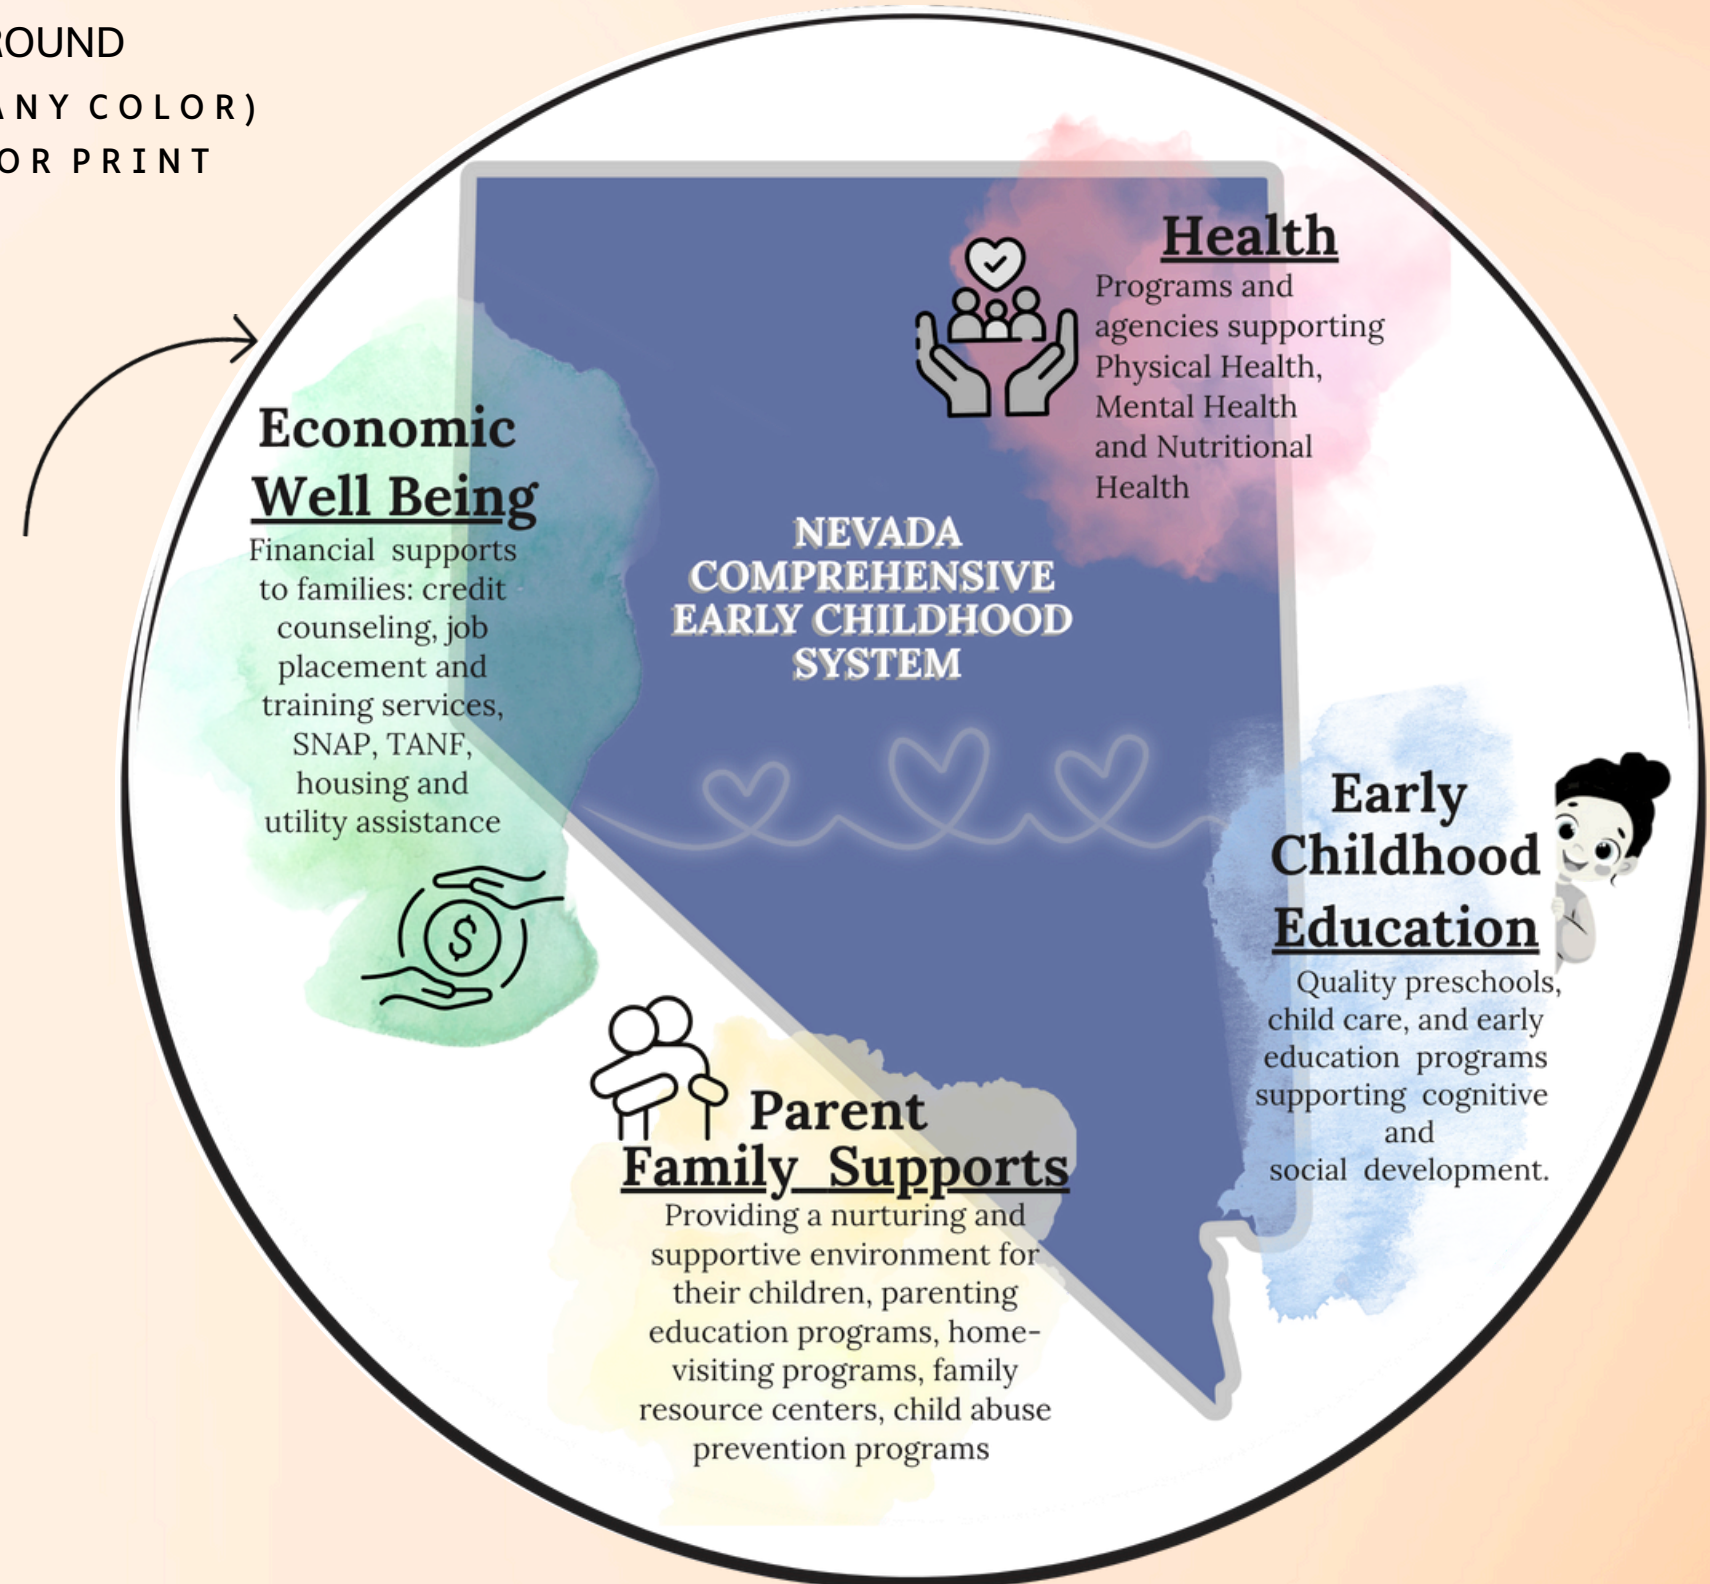 ROUND
ANY COLOR)
OR PRINT
Health
Programs and
agencies supporting
Physical Health,
Mental Health
and Nutritional
Health
Economic
Well Being
Financial supports
to families: credit
counseling, job
placement and
training services,
SNAP, TANF,
housing and
utility assistance
$
NEVADA
COMPREHENSIVE
EARLY CHILDHOOD
SYSTEM
Early
Childhood
Education
Quality preschools,
child care, and early
education programs
supporting cognitive
and
social development.
Parent
Family Supports
Providing a nurturing and
supportive environment for
their children, parenting
education programs, home-
visiting programs, family
resource centers, child abuse
prevention programs